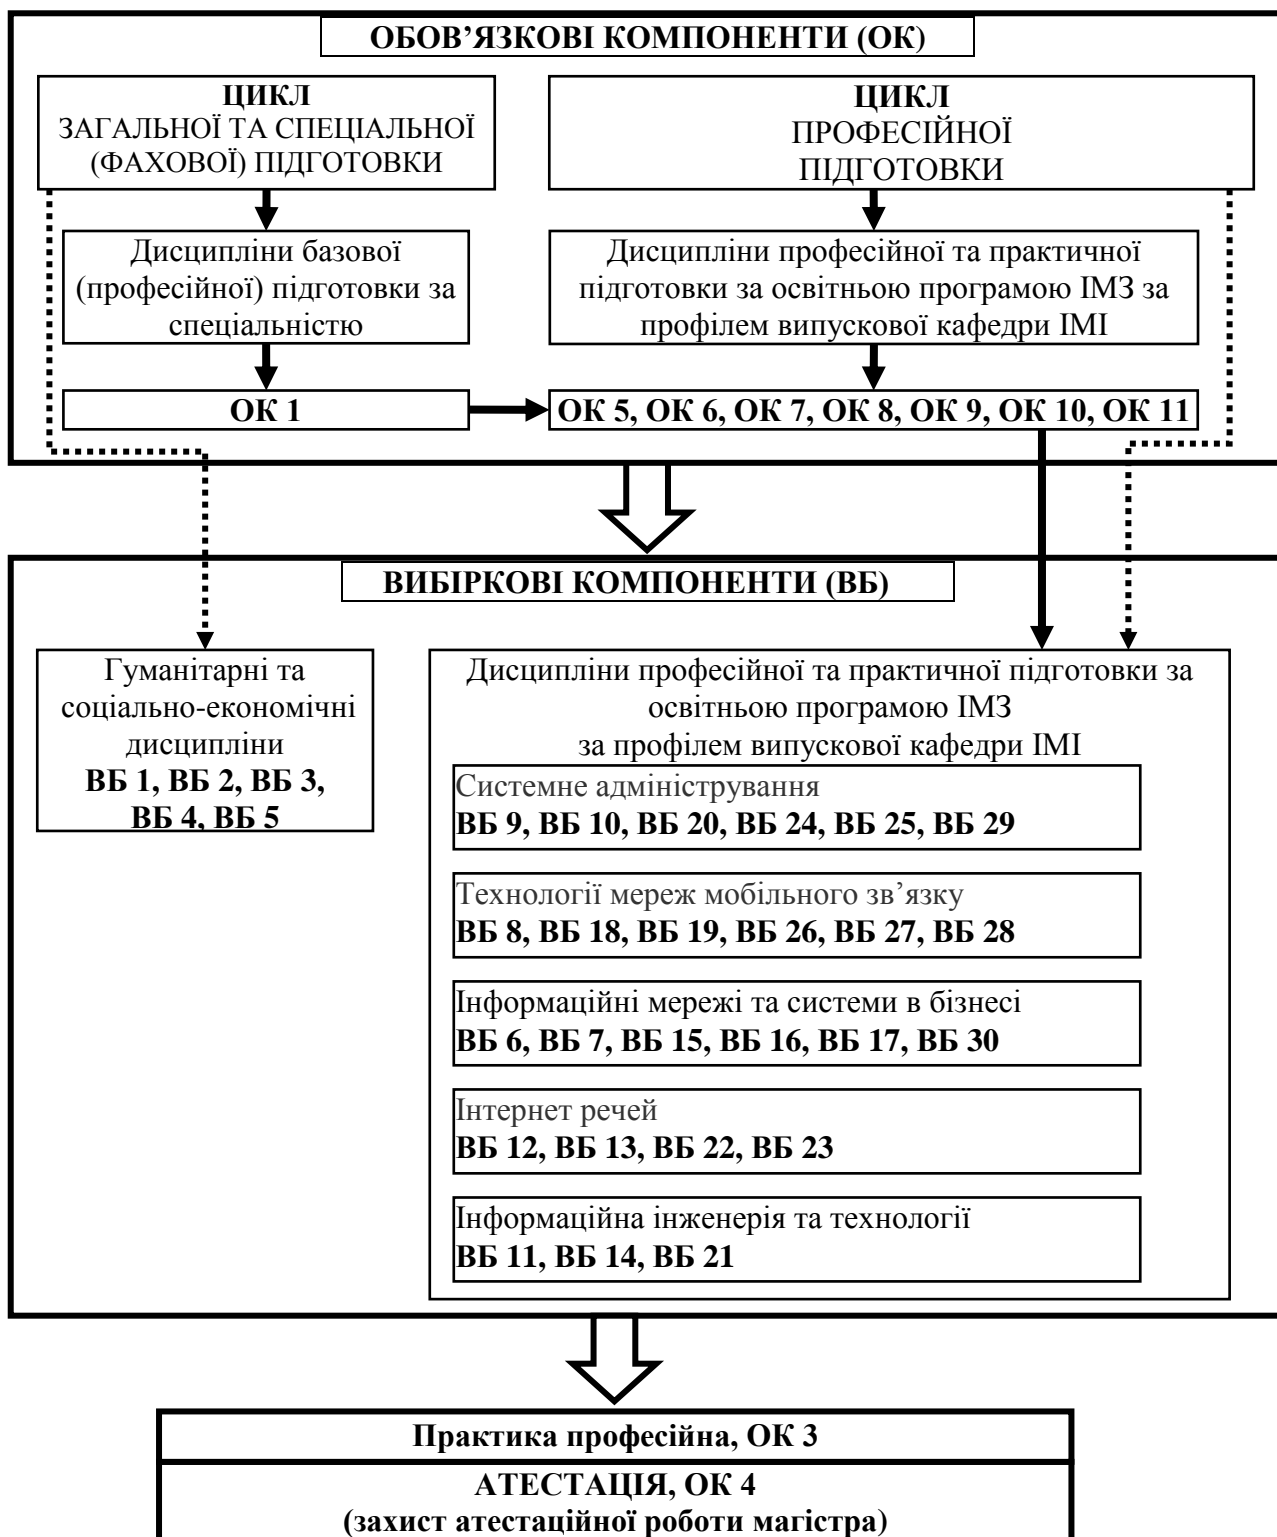 ОБОВ’ЯЗКОВІ КОМПОНЕНТИ (ОК)
ЦИКЛ
ЗАГАЛЬНОЇ ТА СПЕЦІАЛЬНОЇ
(ФАХОВОЇ) ПІДГОТОВКИ
ЦИКЛ
ПРОФЕСІЙНОЇ
ПІДГОТОВКИ
Дисципліни базової
(професійної) підготовки за
спеціальністю
Дисципліни професійної та практичної
підготовки за освітньою програмою ІМЗ за
профілем випускової кафедри ІМІ
ОК 1
ОК 5, ОК 6, ОК 7, ОК 8, ОК 9, ОК 10, ОК 11
ВИБІРКОВІ КОМПОНЕНТИ (ВБ)
Гуманітарні та
соціально-економічні
дисципліни
ВБ 1, ВБ 2, ВБ 3,
ВБ 4, ВБ 5
Дисципліни професійної та практичної підготовки за
освітньою програмою ІМЗ
за профілем випускової кафедри ІМІ
Системне адміністрування
ВБ 9, ВБ 10, ВБ 20, ВБ 24, ВБ 25, ВБ 29
Технології мереж мобільного зв’язку
ВБ 8, ВБ 18, ВБ 19, ВБ 26, ВБ 27, ВБ 28
Інформаційні мережі та системи в бізнесі
ВБ 6, ВБ 7, ВБ 15, ВБ 16, ВБ 17, ВБ 30
Інтернет речей
ВБ 12, ВБ 13, ВБ 22, ВБ 23
Інформаційна інженерія та технології
ВБ 11, ВБ 14, ВБ 21
Практика професійна, ОК 3
АТЕСТАЦІЯ, ОК 4
(захист атестаційної роботи магістра)